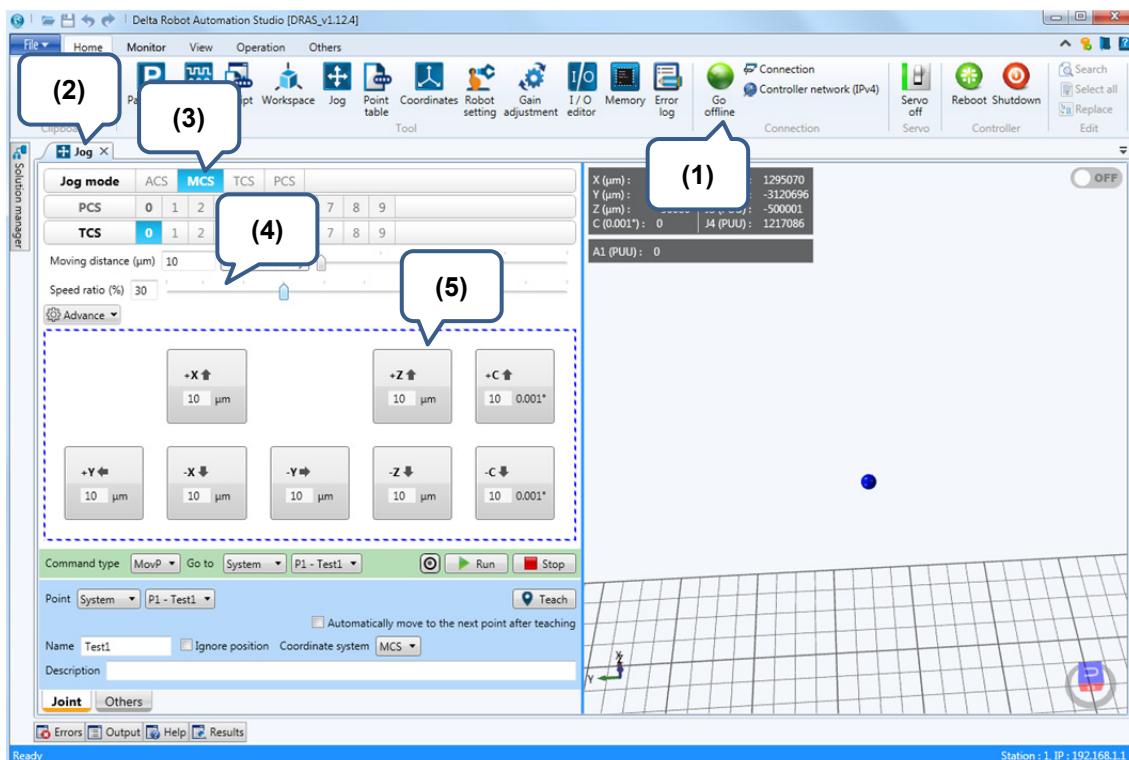 Delta Robot Automation Studio [DRAS_v1.12.4]
File Home Monitor View Operation Others
Workspace Jog Point table Coordinates Robot setting Gain adjustment I/O editor Memory Error log Go offline Connection Controller network (IPv4) Servo off Reboot Shutdown Search Select all Replace
Tool Connection Servo Controller Edit
(1)
(2)
(3)
(4)
(5)
Solution manager
Jog
Jog mode ACS MCS TCS PCS
PCS 0 1 2 7 8 9
TCS 0 1 2 7 8 9
Moving distance (µm) 10
Speed ratio (%) 30
Advance
+X 10 µm
+Z 10 µm
+C 10 0.001°
+Y 10 µm
-X 10 µm
-Y 10 µm
-Z 10 µm
-C 10 0.001°
Command type MovP Go to System P1 - Test1 Run Stop
Point System P1 - Test1 Teach
Automatically move to the next point after teaching
Name Test1 Ignore position Coordinate system MCS
Description
Joint Others
X (µm) : 1295070
Y (µm) : -3120696
Z (µm) : -500001
C (0.001°) : 0 J4 (PUU) : 1217086
A1 (PUU) : 0
OFF
Y
Errors Output Help Results
Ready
Station : 1, IP : 192.168.1.1